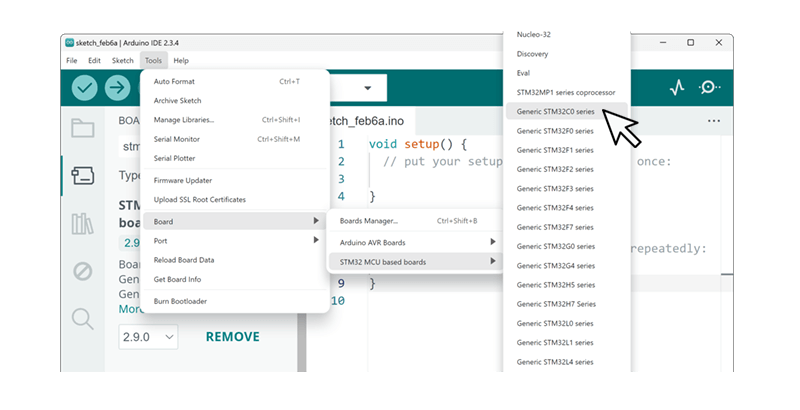 sketch_feb6a | Arduino IDE 2.3.4
File Edit Sketch Tools Help
Auto Format Ctrl+T
Archive Sketch
Manage Libraries... Ctrl+Shift+I
Serial Monitor Ctrl+Shift+M
Serial Plotter
Firmware Updater
Upload SSL Root Certificates
Board
Port
Reload Board Data
Get Board Info
Burn Bootloader
Boards Manager... Ctrl+Shift+B
Arduino AVR Boards
STM32 MCU based boards
Nucleo-32
Discovery
Eval
STM32MP1 series coprocessor
Generic STM32C0 series
Generic STM32F0 series
Generic STM32F1 series
Generic STM32F2 series
Generic STM32F3 series
Generic STM32F4 series
Generic STM32F7 series
Generic STM32G0 series
Generic STM32G4 series
Generic STM32H5 series
Generic STM32H7 Series
Generic STM32L0 series
Generic STM32L1 series
Generic STM32L4 series
BOA
stm
Type
STM
boa
2.9
Boar
Gen
Gen
More
2.9.0 REMOVE
etch_feb6a.ino
1 void setup() {
2 // put your setup once:
3
4 }
repeatedly:
9 }
10